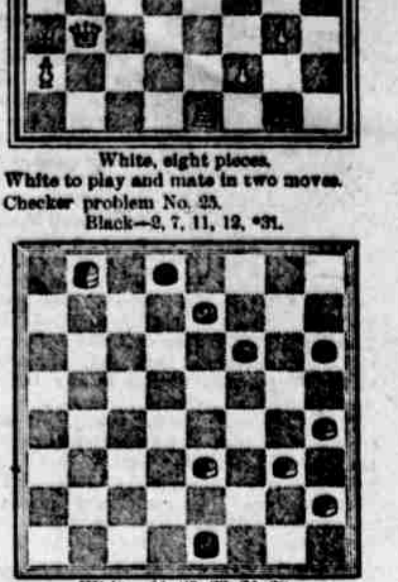 White, eight pieces.
White to play and mate in two moves.
Checker problem No. 25.
Black—2, 7, 11, 12, *31.